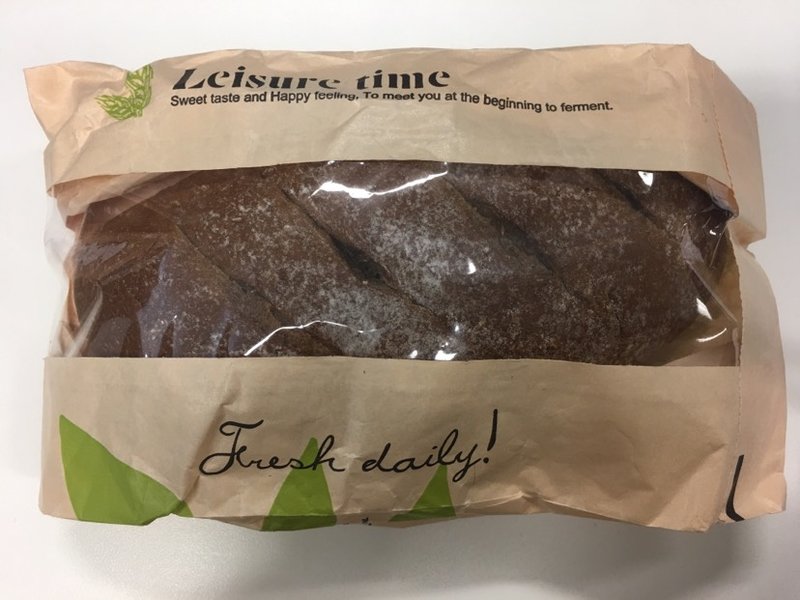 Leisure time
Sweet taste and Happy feeling, To meet you at the beginning to ferment.
Fresh daily!